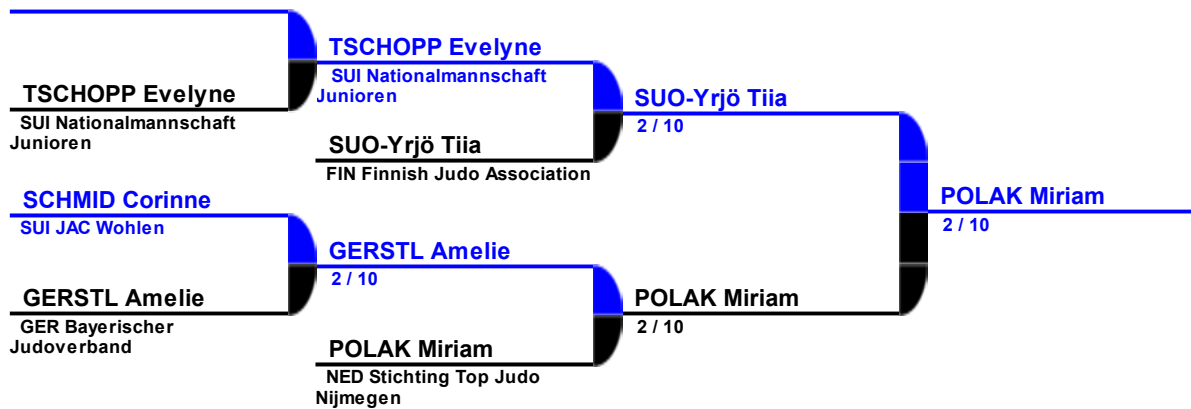 TSCHOPP Evelyne
SUI Nationalmannschaft
Junioren
SCHMID Corinne
SUI JAC Wohlen
GERSTL Amelie
GER Bayerischer
Judoverband
TSCHOPP Evelyne
SUI Nationalmannschaft
Junioren
SUO-Yrjö Tiia
FIN Finnish Judo Association
GERSTL Amelie
2 / 10
POLAK Miriam
NED Stichting Top Judo
Nijmegen
SUO-Yrjö Tiia
2 / 10
POLAK Miriam
2 / 10
POLAK Miriam
2 / 10